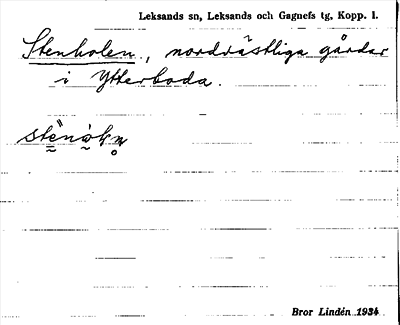 Leksands sn, Leksands och Gagnefs tg, Kopp. l.
Stenholen, nordvästliga gårdar
i Ytterboda.
Bror Lindén 1934